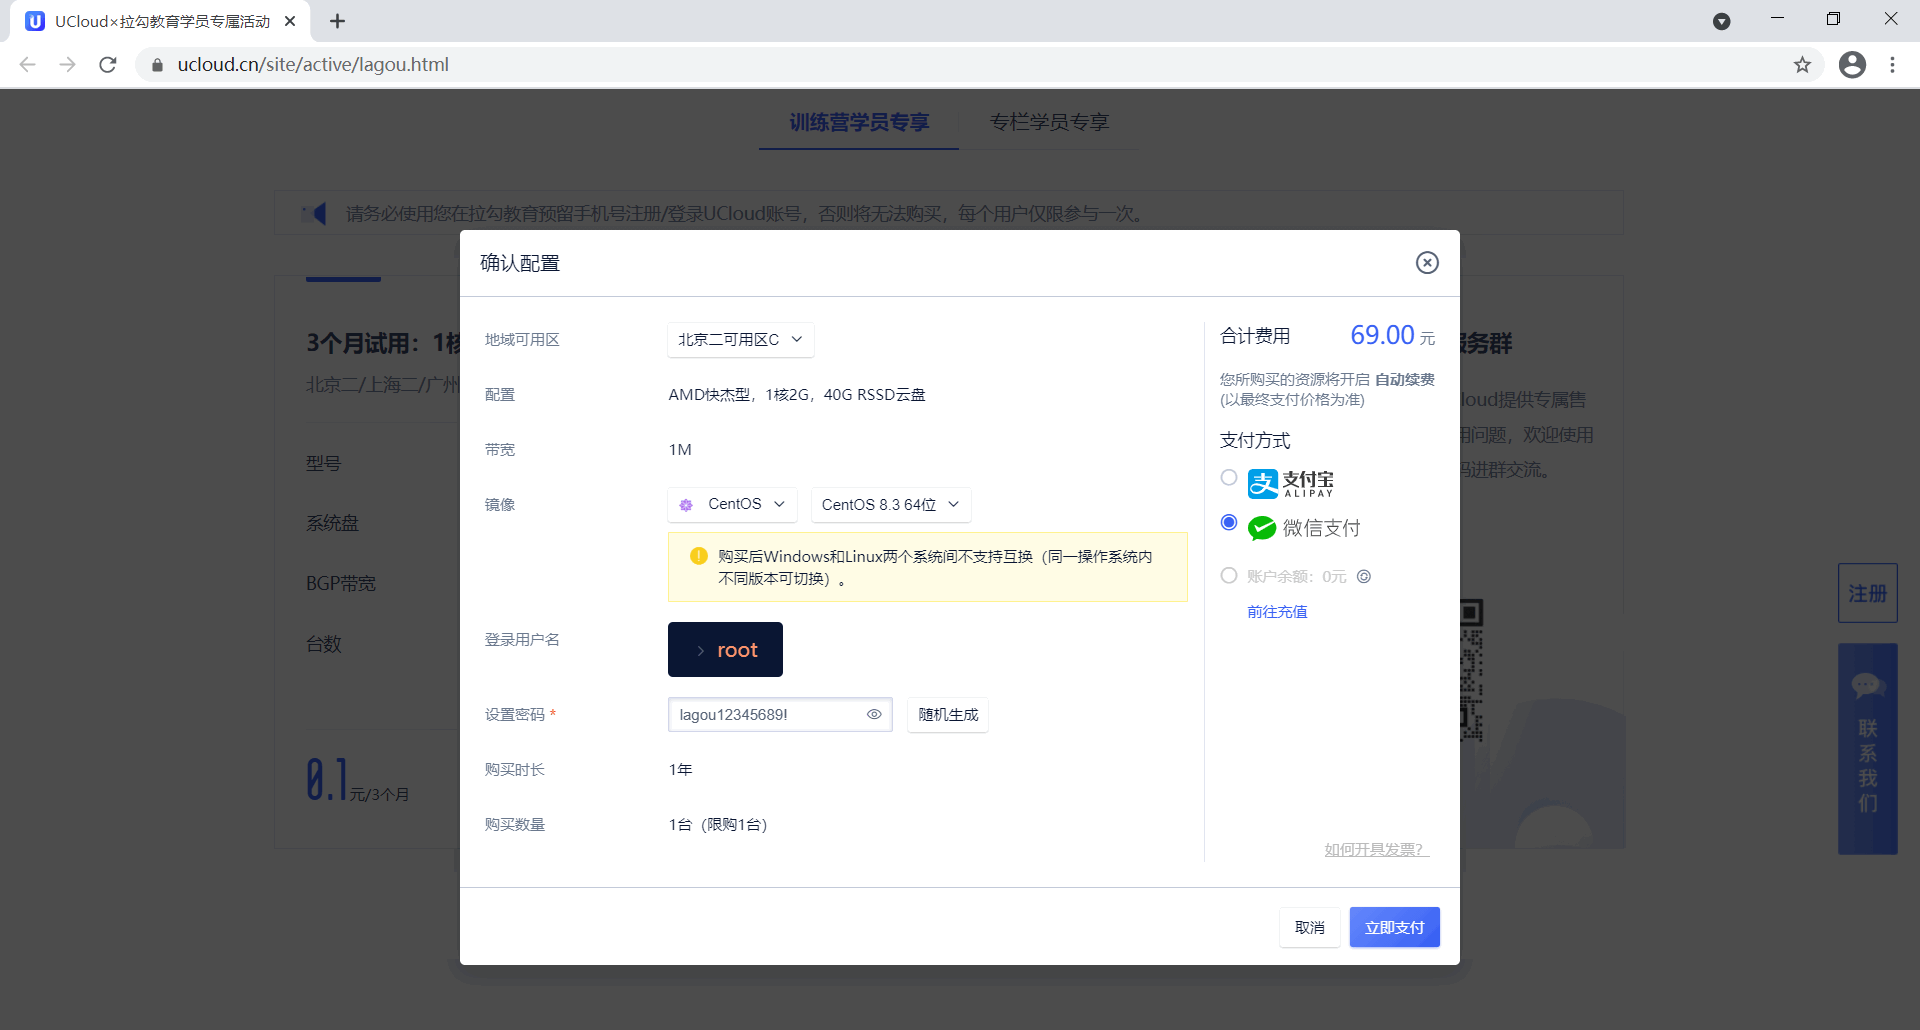 UCloud×拉勾教育学员专属活动
ucloud.cn/site/active/lagou.html
训练营学员专享
专栏学员专享
请务必使用您在拉勾教育预留手机号注册/登录UCloud账号，否则将无法购买，每个用户仅限参与一次。
确认配置
3个月试用：1核
北京二/上海二/广州
型号
系统盘
BGP带宽
台数
0.1元/3个月
地域可用区
北京二可用区C
配置
AMD快杰型，1核2G，40G RSSD云盘
带宽
1M
镜像
CentOS
CentOS 8.3 64位
购买后Windows和Linux两个系统间不支持互换（同一操作系统内
不同版本可切换）。
登录用户名
root
设置密码 *
lagou12345689!
随机生成
购买时长
1年
购买数量
1台（限购1台）
合计费用
69.00 元
您所购买的资源将开启 自动续费
(以最终支付价格为准)
支付方式
支付宝
ALIPAY
微信支付
账户余额：0元
前往充值
如何开具发票？
取消
立即支付
服务群
loud提供专属售
用问题，欢迎使用
码进群交流。
注册
联
系
我
们